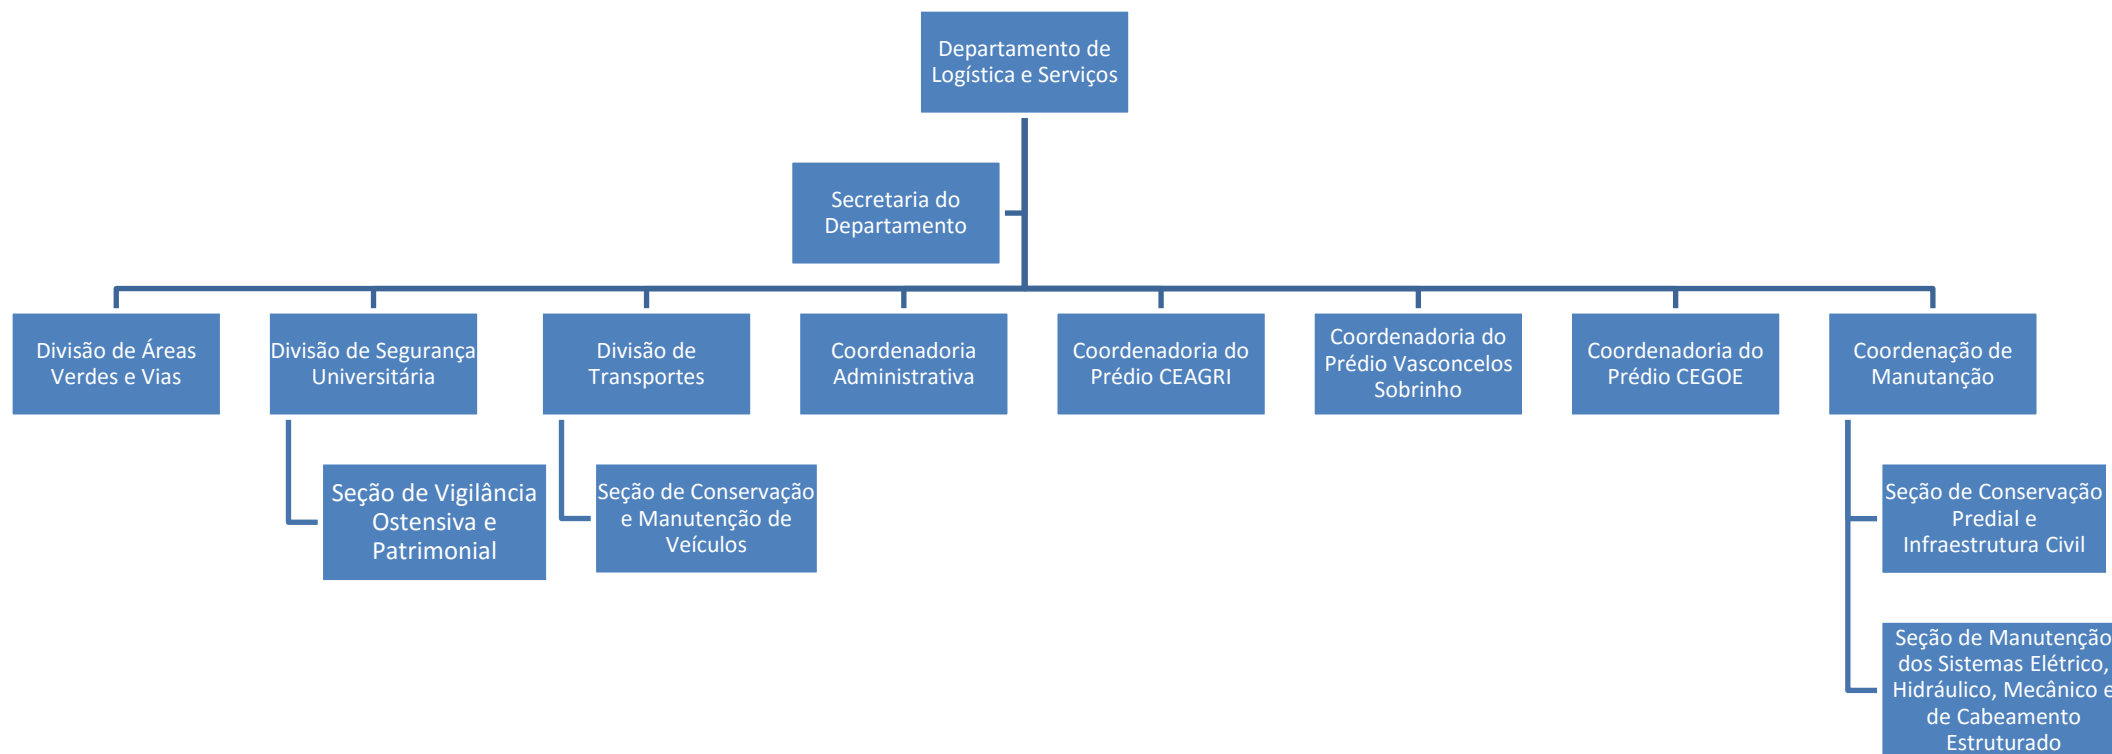 Departamento de
Logística e Serviços
Secretaria do
Departamento
Divisão de Áreas
Verdes e Vias
Divisão de Segurança
Universitária
Divisão de
Transportes
Coordenadoria
Administrativa
Coordenadoria do
Prédio CEAGRI
Coordenadoria do
Prédio Vasconcelos
Sobrinho
Coordenadoria do
Prédio CEGOE
Coordenação de
Manutanção
Seção de Vigilância
Ostensiva e
Patrimonial
Seção de Conservação
e Manutenção de
Veículos
Seção de Conservação
Predial e
Infraestrutura Civil
Seção de Manutenção
dos Sistemas Elétrico,
Hidráulico, Mecânico e
de Cabeamento
Estruturado